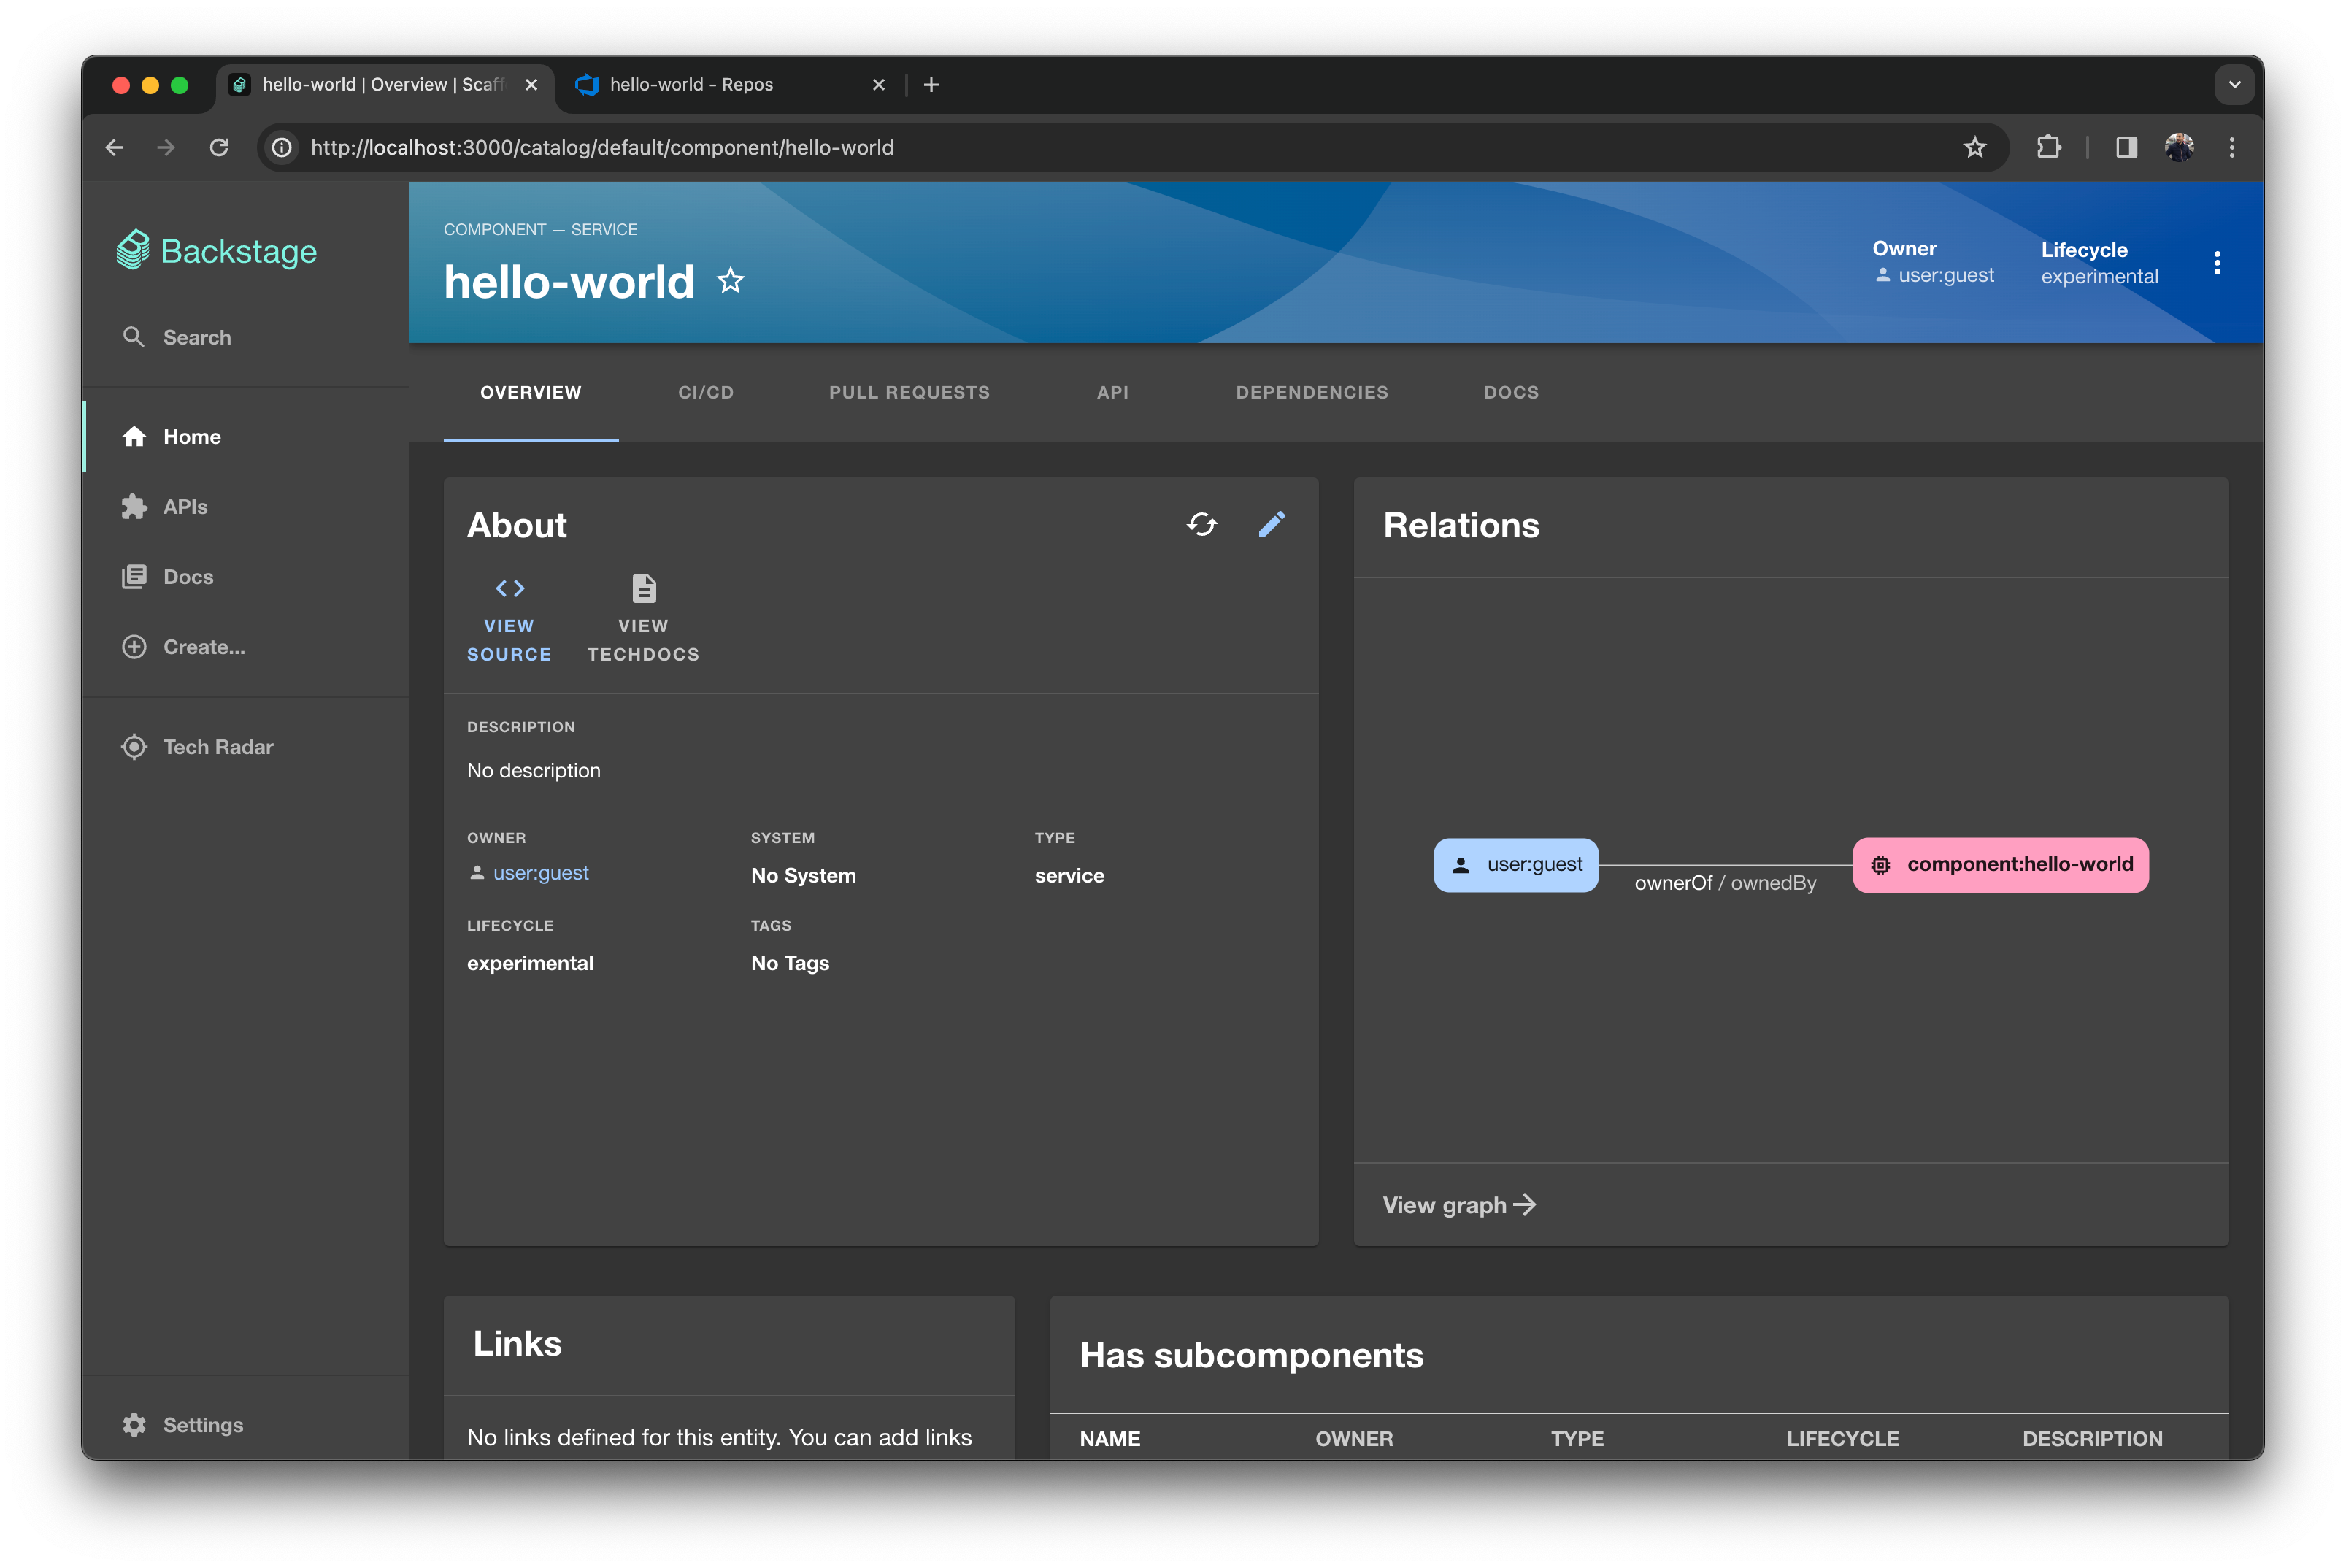 hello-world | Overview | Scaff
hello-world - Repos
http://localhost:3000/catalog/default/component/hello-world
Backstage
Search
Home
APIs
Docs
Create...
Tech Radar
Settings
COMPONENT — SERVICE
hello-world
Owner
user:guest
Lifecycle
experimental
OVERVIEW
CI/CD
PULL REQUESTS
API
DEPENDENCIES
DOCS
About
VIEW
SOURCE
VIEW
TECHDOCS
DESCRIPTION
No description
OWNER
user:guest
SYSTEM
No System
TYPE
service
LIFECYCLE
experimental
TAGS
No Tags
Relations
user:guest
ownerOf / ownedBy
component:hello-world
View graph
Links
No links defined for this entity. You can add links
Has subcomponents
NAME
OWNER
TYPE
LIFECYCLE
DESCRIPTION